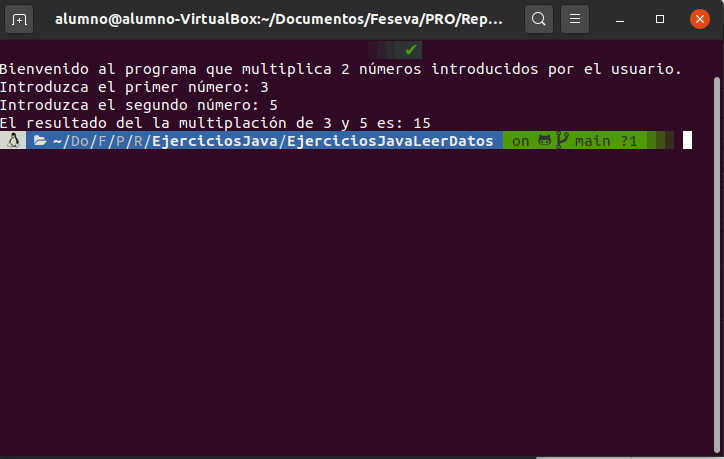 alumno@alumno-VirtualBox:~/Documentos/Feseva/PRO/Rep...
Bienvenido al programa que multiplica 2 números introducidos por el usuario.
Introduzca el primer número: 3
Introduzca el segundo número: 5
El resultado del la multiplación de 3 y 5 es: 15
~/Do/F/P/R/EjerciciosJava/EjerciciosJavaLeerDatos on main ?1